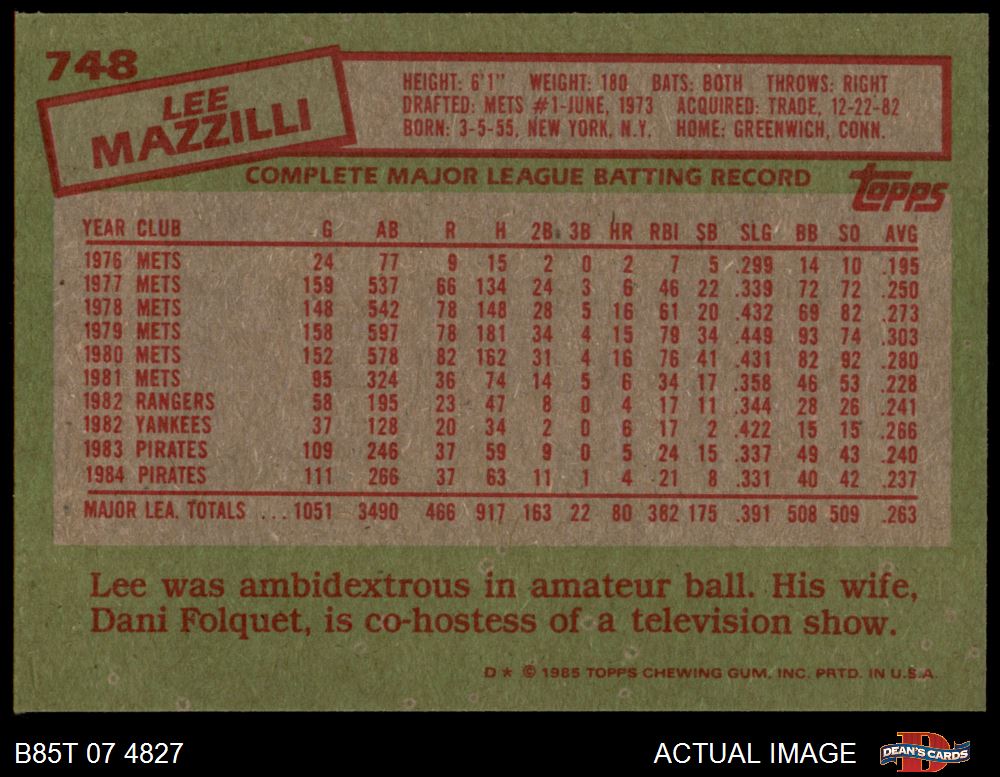 748
LEE
MAZZILLI
HEIGHT: 6'1" WEIGHT: 180 BATS: BOTH THROWS: RIGHT
DRAFTED: METS #1-JUNE, 1973 ACQUIRED: TRADE, 12-22-82
BORN: 3-5-55, NEW YORK, N.Y. HOME: GREENWICH, CONN.
COMPLETE MAJOR LEAGUE BATTING RECORD
topps
YEAR CLUB G AB R H 2B 3B HR RBI SB SLG BB SO AVG
1976 METS 24 77 9 15 2 0 2 7 5 .299 14 10 .195
1977 METS 159 537 66 134 24 3 6 46 22 .339 72 72 .250
1978 METS 148 542 78 148 28 5 16 61 20 .432 69 82 .273
1979 METS 158 597 78 181 34 4 15 79 34 .449 93 74 .303
1980 METS 152 578 82 162 31 4 16 76 41 .431 82 92 .280
1981 METS 95 324 36 74 14 5 6 34 17 .358 46 53 .228
1982 RANGERS 58 195 23 47 8 0 4 17 11 .344 28 26 .241
1982 YANKEES 37 128 20 34 2 0 6 17 2 .422 15 15 .266
1983 PIRATES 109 246 37 59 9 0 5 24 15 .337 49 43 .240
1984 PIRATES 111 266 37 63 11 1 4 21 8 .331 40 42 .237
MAJOR LEA. TOTALS ...1051 3490 466 917 163 22 80 382 175 .391 508 509 .263
Lee was ambidextrous in amateur ball. His wife,
Dani Folquet, is co-hostess of a television show.
D * © 1985 TOPPS CHEWING GUM, INC. PRTD. IN U.S.A.
B85T 07 4827
ACTUAL IMAGE
D
DEAN'S CARDS